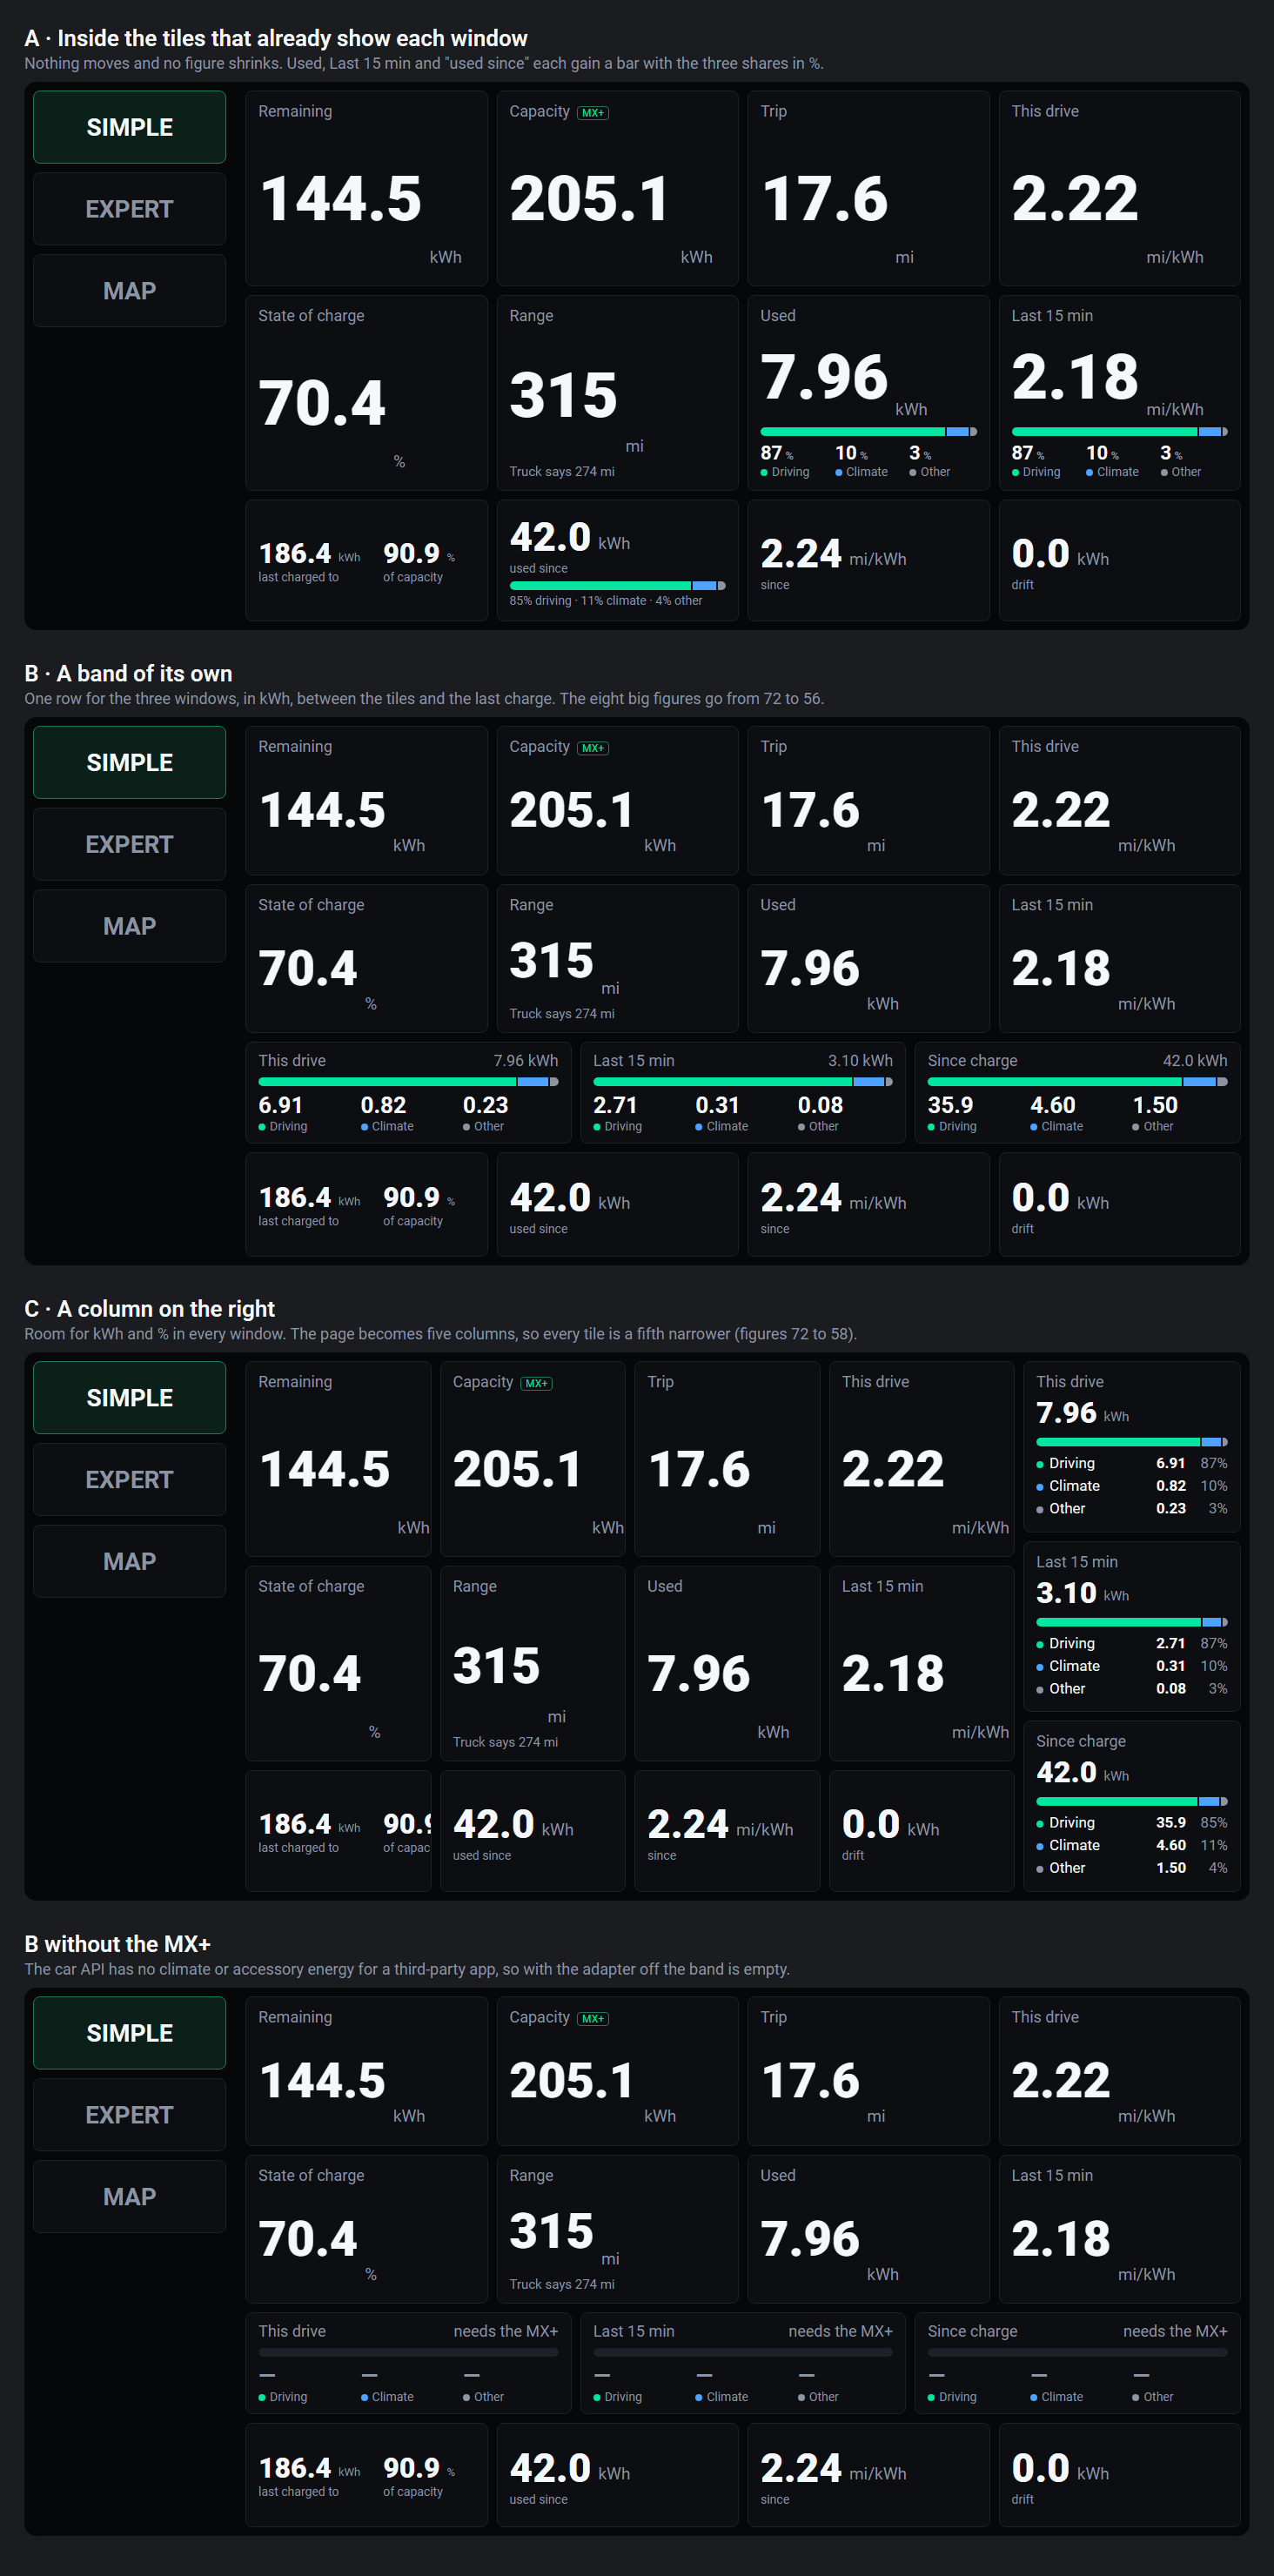 A · Inside the tiles that already show each window
Nothing moves and no figure shrinks. Used, Last 15 min and "used since" each gain a bar with the three shares in %.
SIMPLE
EXPERT
MAP
Remaining
144.5 kWh
Capacity MX+
205.1 kWh
Trip
17.6 mi
This drive
2.22 mi/kWh
State of charge
70.4 %
Range
315 mi
Truck says 274 mi
Used
7.96 kWh
87 % 10 % 3 %
Driving Climate Other
Last 15 min
2.18 mi/kWh
87 % 10 % 3 %
Driving Climate Other
186.4 kWh 90.9 %
last charged to of capacity
42.0 kWh
used since
85% driving · 11% climate · 4% other
2.24 mi/kWh
since
0.0 kWh
drift
B · A band of its own
One row for the three windows, in kWh, between the tiles and the last charge. The eight big figures go from 72 to 56.
SIMPLE
EXPERT
MAP
Remaining
144.5 kWh
Capacity MX+
205.1 kWh
Trip
17.6 mi
This drive
2.22 mi/kWh
State of charge
70.4 %
Range
315 mi
Truck says 274 mi
Used
7.96 kWh
Last 15 min
2.18 mi/kWh
This drive 7.96 kWh
6.91 0.82 0.23
Driving Climate Other
Last 15 min 3.10 kWh
2.71 0.31 0.08
Driving Climate Other
Since charge 42.0 kWh
35.9 4.60 1.50
Driving Climate Other
186.4 kWh 90.9 %
last charged to of capacity
42.0 kWh
used since
2.24 mi/kWh
since
0.0 kWh
drift
C · A column on the right
Room for kWh and % in every window. The page becomes five columns, so every tile is a fifth narrower (figures 72 to 58).
SIMPLE
EXPERT
MAP
Remaining
144.5 kWh
Capacity MX+
205.1 kWh
Trip
17.6 mi
This drive
2.22 mi/kWh
State of charge
70.4 %
Range
315 mi
Truck says 274 mi
Used
7.96 kWh
Last 15 min
2.18 mi/kWh
186.4 kWh 90.9
last charged to of capac
42.0 kWh
used since
2.24 mi/kWh
since
0.0 kWh
drift
This drive
7.96 kWh
Driving 6.91 87%
Climate 0.82 10%
Other 0.23 3%
Last 15 min
3.10 kWh
Driving 2.71 87%
Climate 0.31 10%
Other 0.08 3%
Since charge
42.0 kWh
Driving 35.9 85%
Climate 4.60 11%
Other 1.50 4%
B without the MX+
The car API has no climate or accessory energy for a third-party app, so with the adapter off the band is empty.
SIMPLE
EXPERT
MAP
Remaining
144.5 kWh
Capacity MX+
205.1 kWh
Trip
17.6 mi
This drive
2.22 mi/kWh
State of charge
70.4 %
Range
315 mi
Truck says 274 mi
Used
7.96 kWh
Last 15 min
2.18 mi/kWh
This drive needs the MX+
— — —
Driving Climate Other
Last 15 min needs the MX+
— — —
Driving Climate Other
Since charge needs the MX+
— — —
Driving Climate Other
186.4 kWh 90.9 %
last charged to of capacity
42.0 kWh
used since
2.24 mi/kWh
since
0.0 kWh
drift